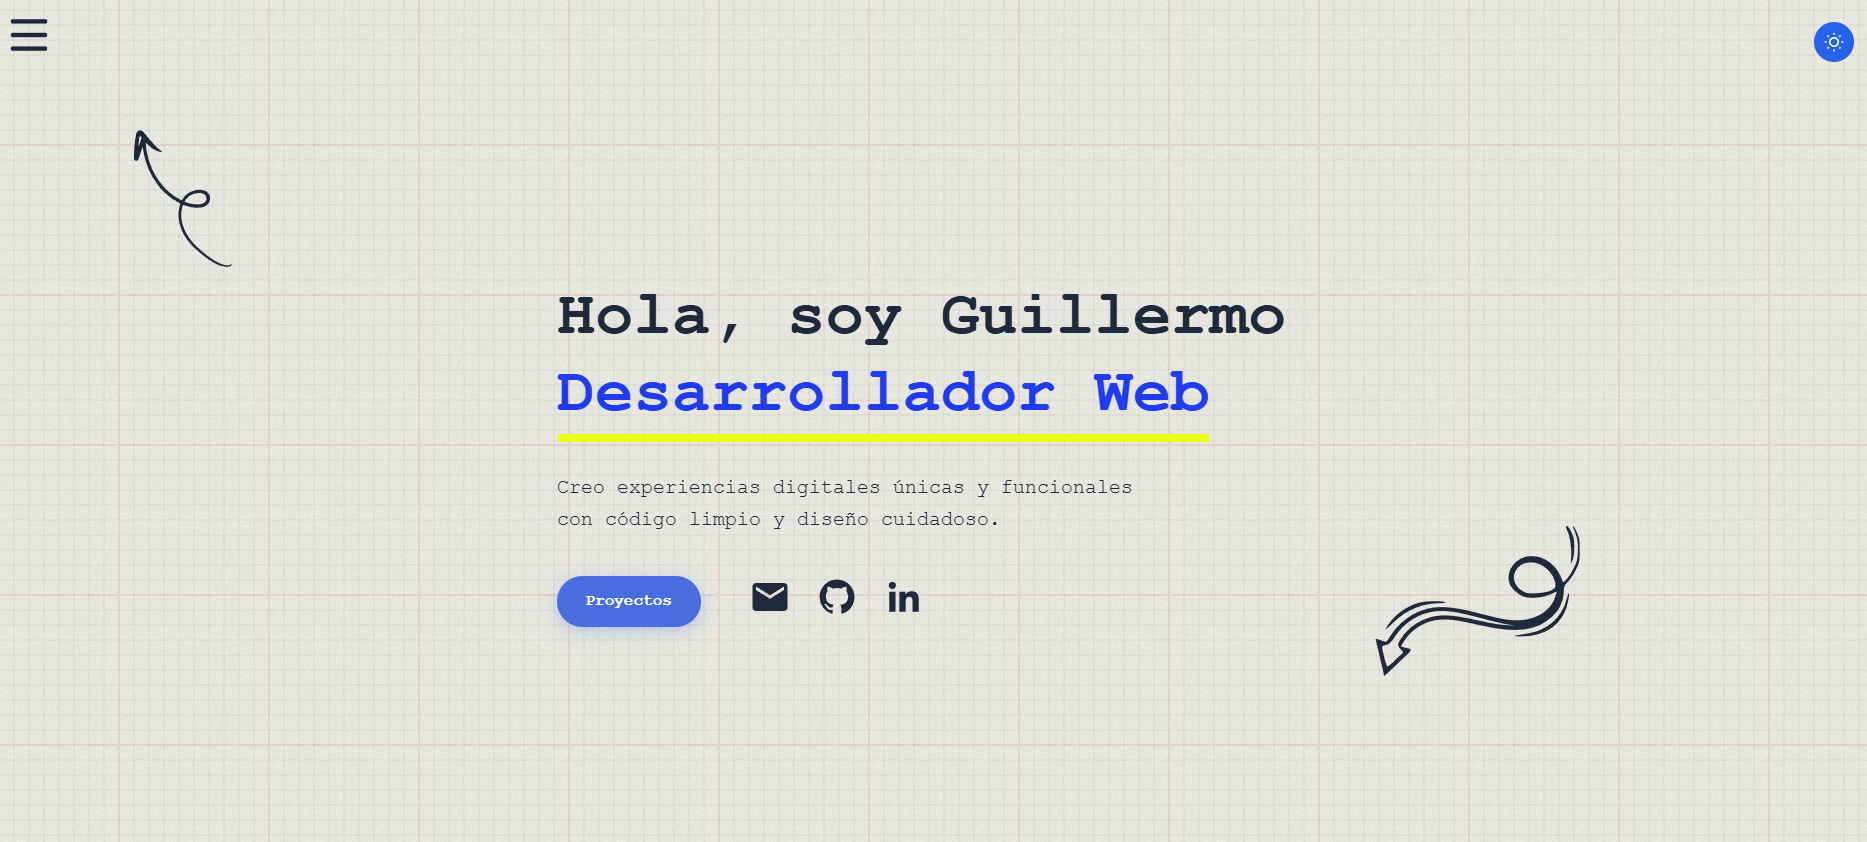 Hola, soy Guillermo
Desarrollador Web
Creo experiencias digitales únicas y funcionales
con código limpio y diseño cuidadoso.
Proyectos
in